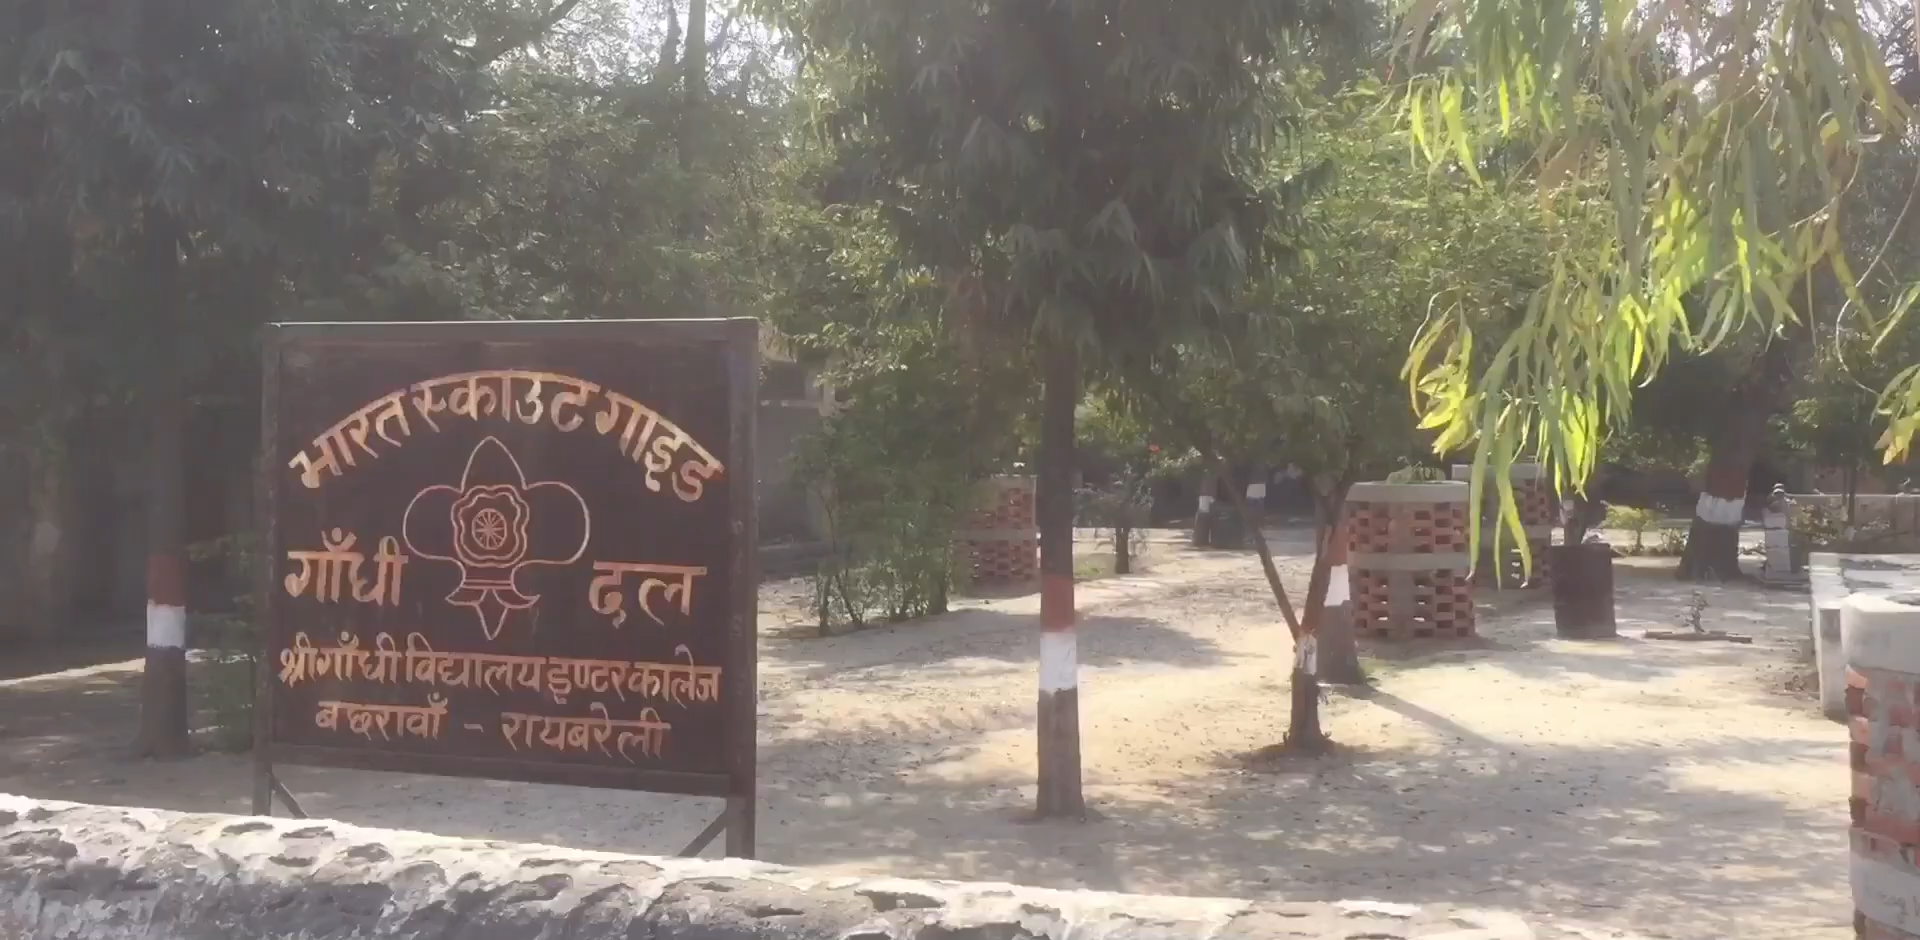 भारत स्काउट गाइड
गाँधी दल
श्री गाँधी विद्यालय इण्टर कालेज
बछरावाँ - रायबरेली